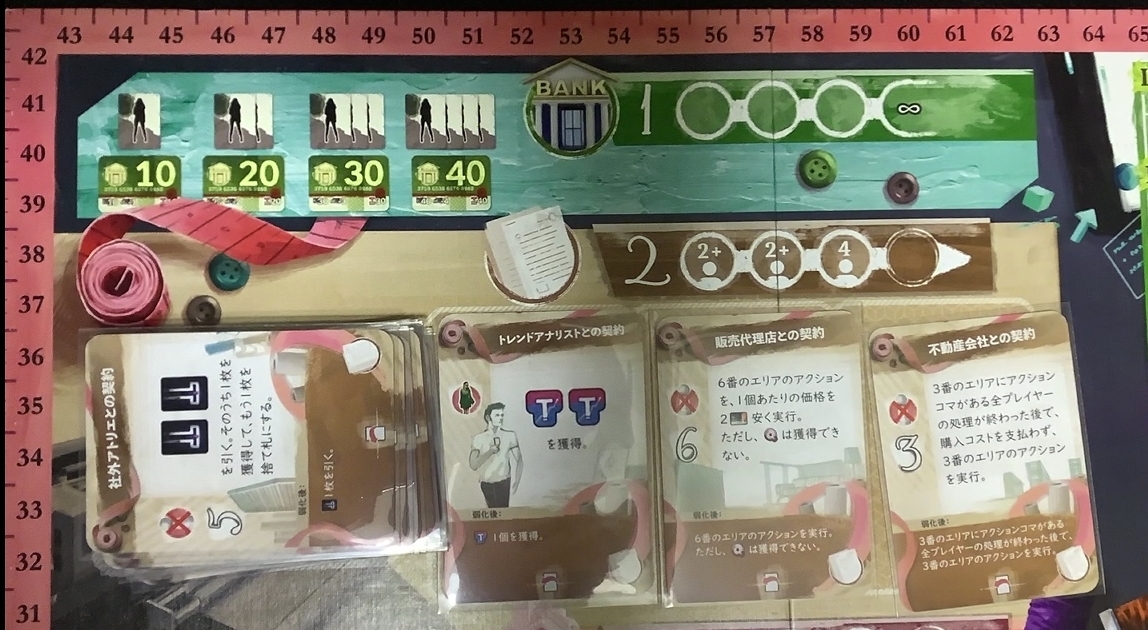 43 44 45 46 47 48 49 50 51 52 53 54 55 56 57 58 59 60 61 62 63 64 65
42
41
40
39
38
37
36
35
34
33
32
31
BANK
1
∞
10
20
30
40
2
2+
2+
4
社外アトリエとの契約
T
T
を引く。そのうち1枚を
獲得して、もう1枚を
捨て札にする。
5
弱化後:
1枚を引く。
トレンドアナリストとの契約
T T
を獲得。
弱化後:
T 1個を獲得。
販売代理店との契約
6
6番のエリアのアクション
を、1個あたりの価格を
2 安く実行。
ただし、 は獲得でき
ない。
弱化後:
6番のエリアのアクションを実行。
ただし、 は獲得できない。
不動産会社との契約
3
3番のエリアにアクション
コマがある全プレイヤー
の処理が終わった後で、
購入コストを支払わず、
3番のエリアのアクション
を実行。
弱化後:
3番のエリアにアクションコマがある
全プレイヤーの処理が終わった後で、
3番のエリアのアクションを実行。